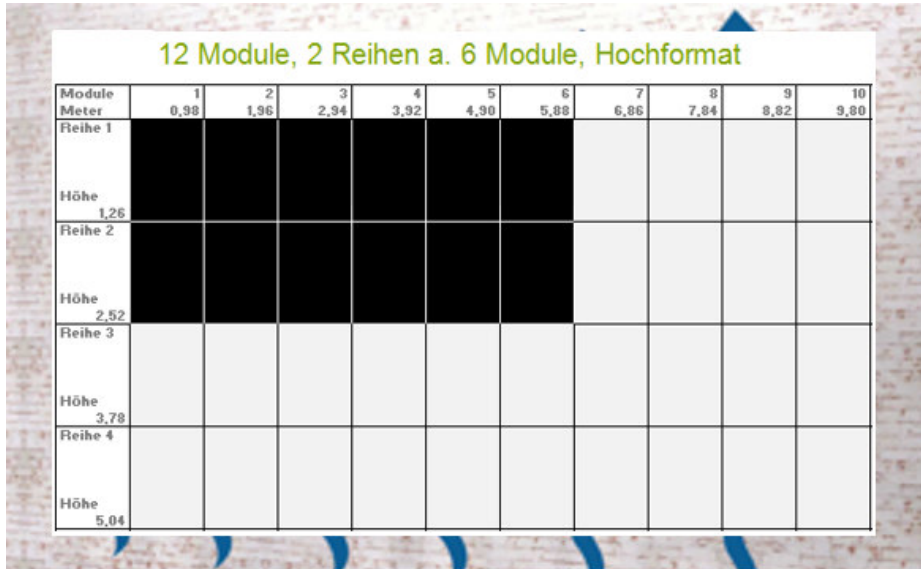 12 Module, 2 Reihen a. 6 Module, Hochformat
Module 1 2 3 4 5 6 7 8 9 10
Meter 0,98 1,96 2,94 3,92 4,90 5,88 6,86 7,84 8,82 9,80
Reihe 1
Höhe
1,26
Reihe 2
Höhe
2,52
Reihe 3
Höhe
3,78
Reihe 4
Höhe
5,04